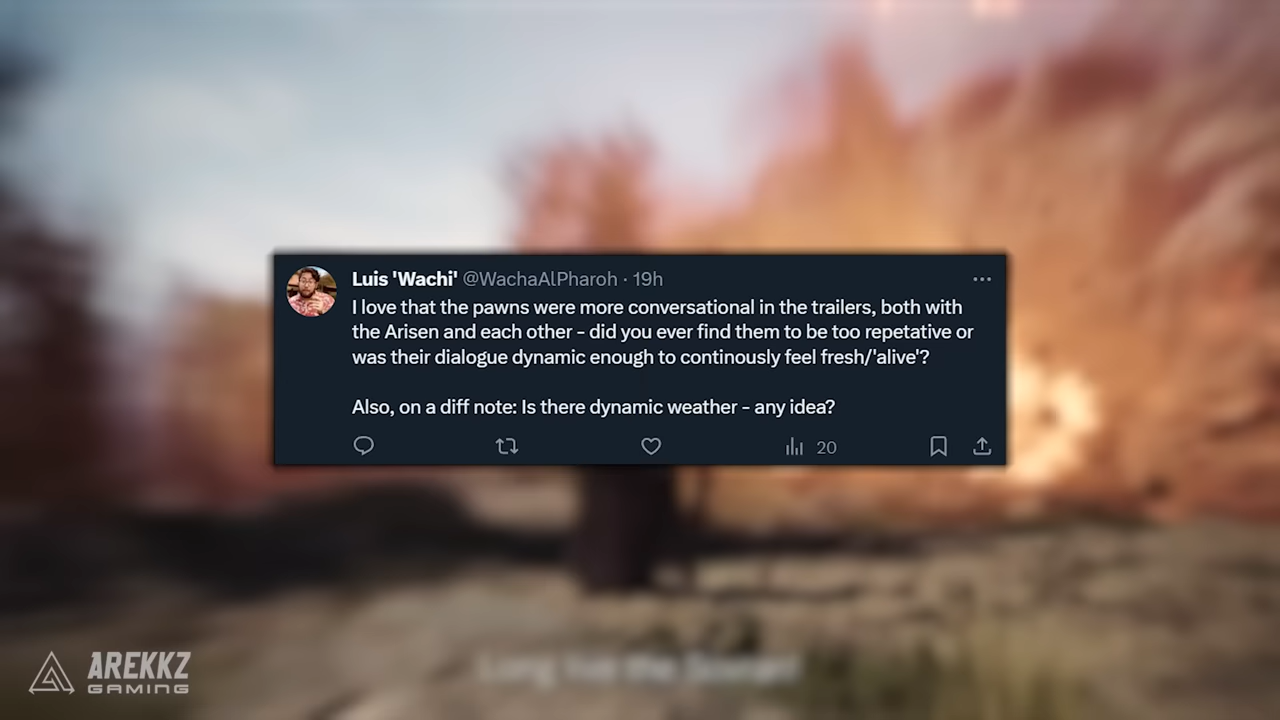 Luis 'Wachi' @WachaAlPharoh · 19h
I love that the pawns were more conversational in the trailers, both with
the Arisen and each other - did you ever find them to be too repetative or
was their dialogue dynamic enough to continously feel fresh/'alive'?
Also, on a diff note: Is there dynamic weather - any idea?
20
AREKKZ
GAMING